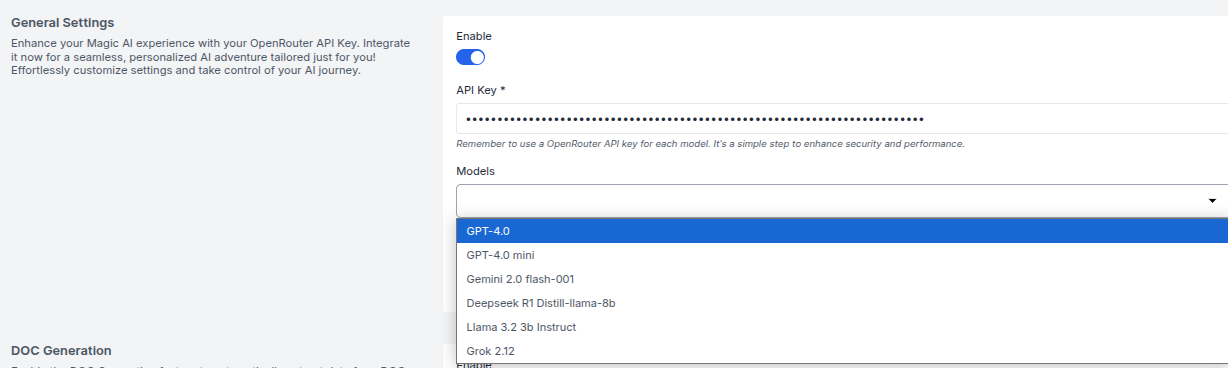 General Settings
Enhance your Magic AI experience with your OpenRouter API Key. Integrate
it now for a seamless, personalized AI adventure tailored just for you!
Effortlessly customize settings and take control of your AI journey.
Enable
API Key *
Remember to use a OpenRouter API key for each model. It's a simple step to enhance security and performance.
Models
GPT-4.0
GPT-4.0 mini
Gemini 2.0 flash-001
Deepseek R1 Distill-llama-8b
Llama 3.2 3b Instruct
Grok 2.12
DOC Generation
Enable